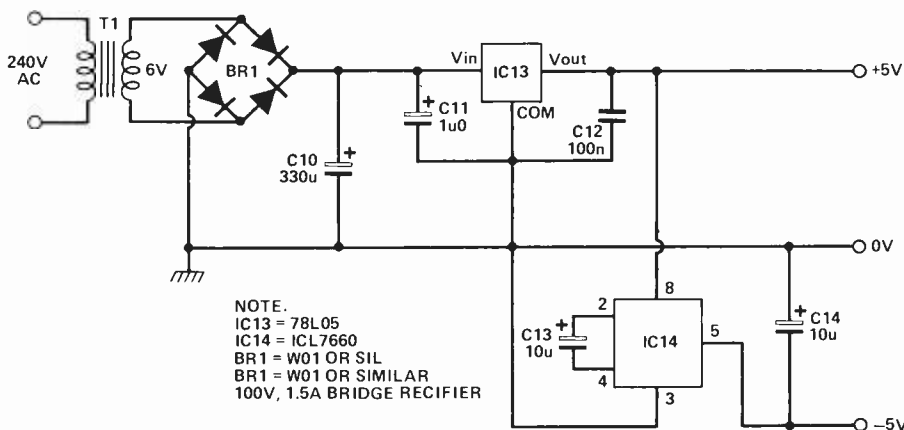 T1
240V
AC
6V
BR1
Vin
IC13
Vout
COM
+5V
C11
1u0
+
C12
100n
C10
330u
+
0V
NOTE.
IC13 = 78L05
IC14 = ICL7660
BR1 = W01 OR SIL
BR1 = W01 OR SIMILAR
100V, 1.5A BRIDGE RECIFIER
C13
10u
+
2
4
8
IC14
5
3
C14
10u
+
–5V